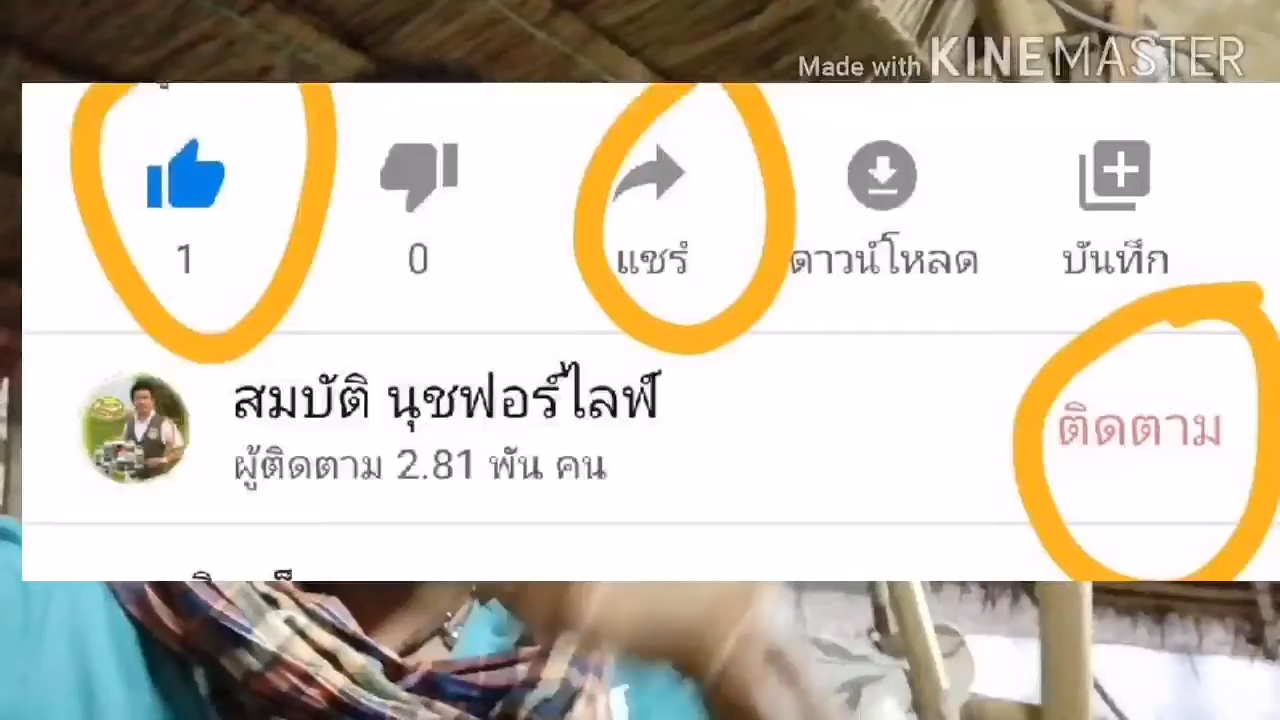 Made with KINEMASTER
1
0
แชร์
ดาวน์โหลด
บันทึก
สมบัติ นุชฟอร์ไลฟ์
ติดตาม
ผู้ติดตาม 2.81 พัน คน